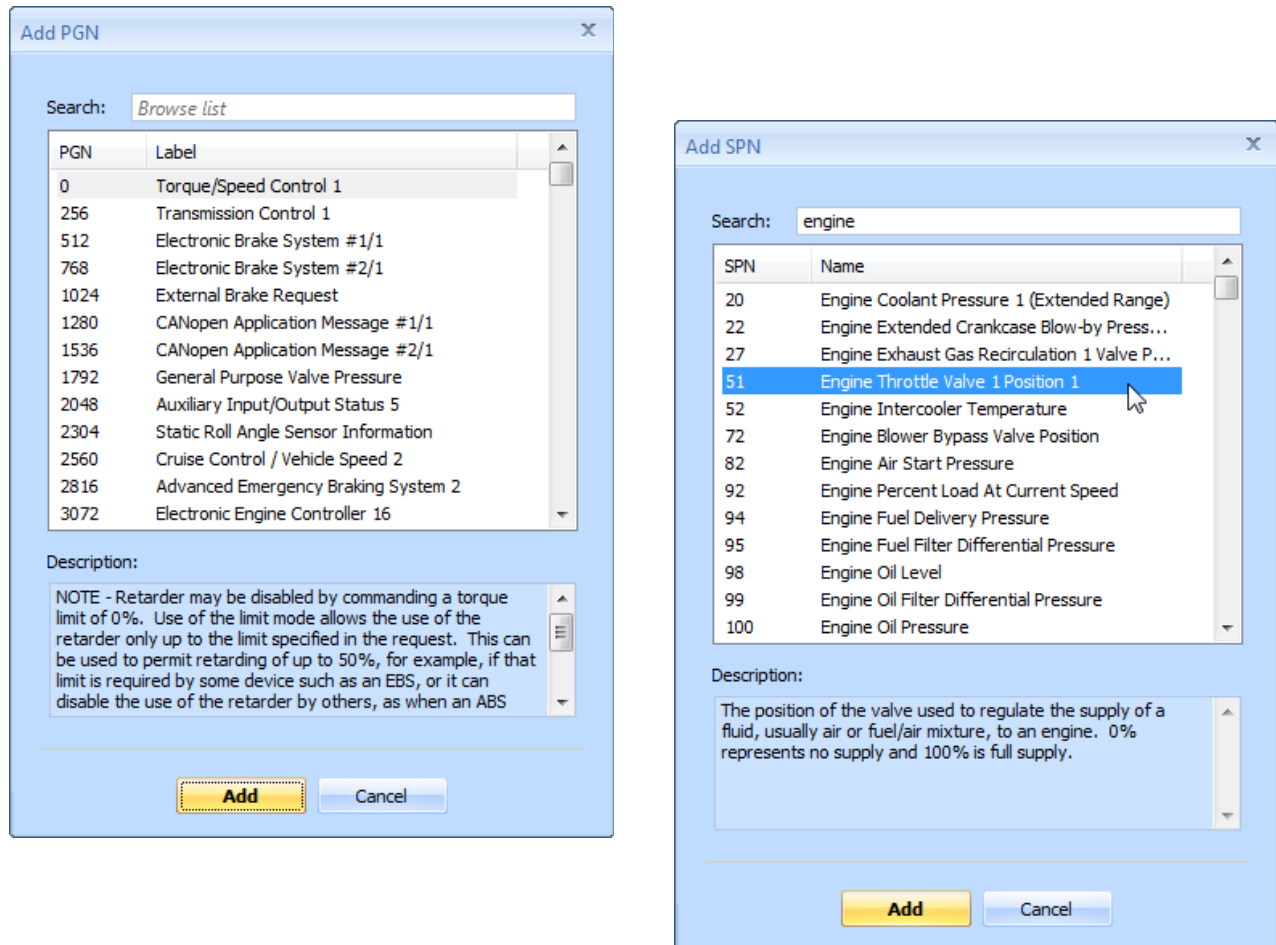 Add PGN
Search: Browse list
PGN Label
0 Torque/Speed Control 1
256 Transmission Control 1
512 Electronic Brake System #1/1
768 Electronic Brake System #2/1
1024 External Brake Request
1280 CANopen Application Message #1/1
1536 CANopen Application Message #2/1
1792 General Purpose Valve Pressure
2048 Auxiliary Input/Output Status 5
2304 Static Roll Angle Sensor Information
2560 Cruise Control / Vehicle Speed 2
2816 Advanced Emergency Braking System 2
3072 Electronic Engine Controller 16
Description:
NOTE - Retarder may be disabled by commanding a torque
limit of 0%. Use of the limit mode allows the use of the
retarder only up to the limit specified in the request. This can
be used to permit retarding of up to 50%, for example, if that
limit is required by some device such as an EBS, or it can
disable the use of the retarder by others, as when an ABS
Add Cancel
Add SPN
Search: engine
SPN Name
20 Engine Coolant Pressure 1 (Extended Range)
22 Engine Extended Crankcase Blow-by Press...
27 Engine Exhaust Gas Recirculation 1 Valve P...
51 Engine Throttle Valve 1 Position 1
52 Engine Intercooler Temperature
72 Engine Blower Bypass Valve Position
82 Engine Air Start Pressure
92 Engine Percent Load At Current Speed
94 Engine Fuel Delivery Pressure
95 Engine Fuel Filter Differential Pressure
98 Engine Oil Level
99 Engine Oil Filter Differential Pressure
100 Engine Oil Pressure
Description:
The position of the valve used to regulate the supply of a
fluid, usually air or fuel/air mixture, to an engine. 0%
represents no supply and 100% is full supply.
Add Cancel